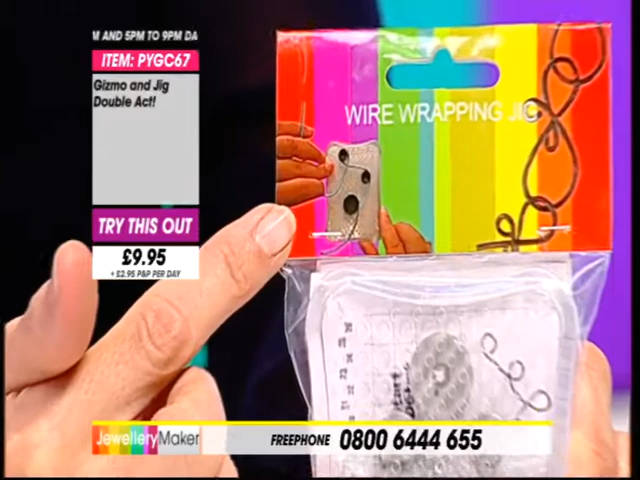 M AND 5PM TO 9PM DA
ITEM: PYGC67
Gizmo and Jig
Double Act!
TRY THIS OUT
£9.95
+ £2.95 P&P PER DAY
WIRE WRAPPING JIG
JewelleryMaker
FREEPHONE 0800 6444 655